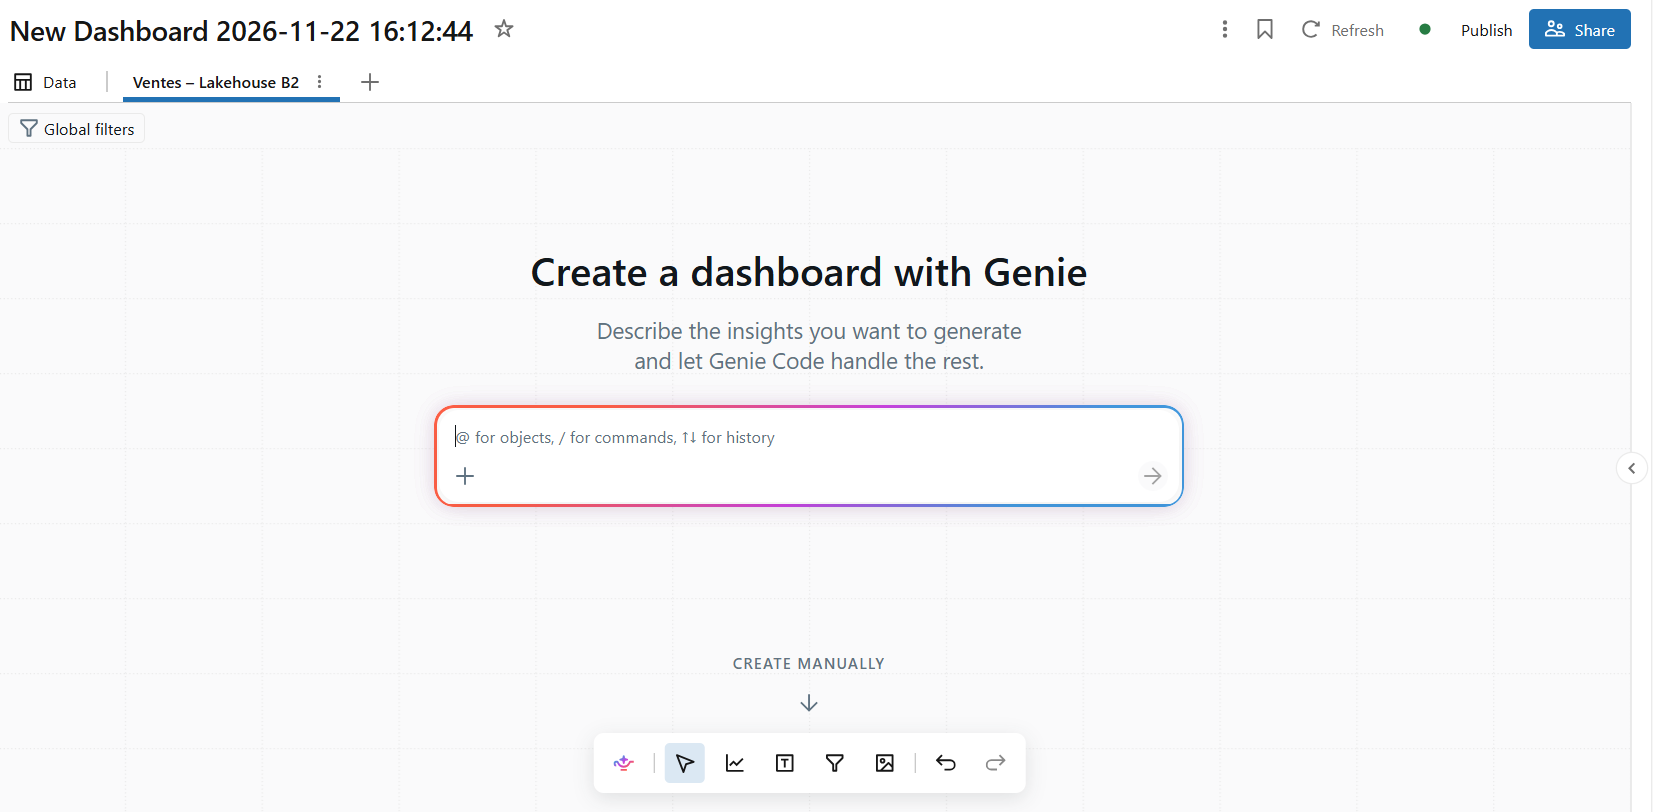 New Dashboard 2026-11-22 16:12:44
Refresh
Publish
Share
Data
Ventes – Lakehouse B2
Global filters
Create a dashboard with Genie
Describe the insights you want to generate
and let Genie Code handle the rest.
@ for objects, / for commands, ↑↓ for history
CREATE MANUALLY